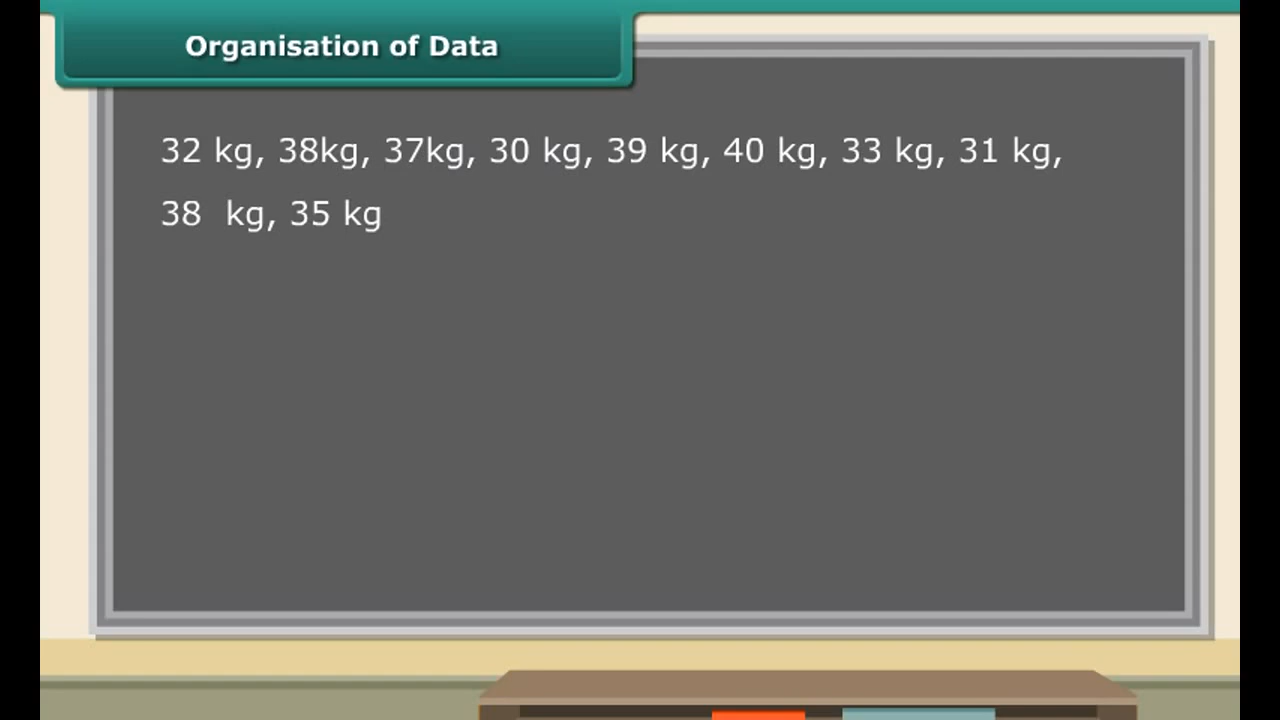 Organisation of Data
32 kg, 38kg, 37kg, 30 kg, 39 kg, 40 kg, 33 kg, 31 kg,
38  kg, 35 kg